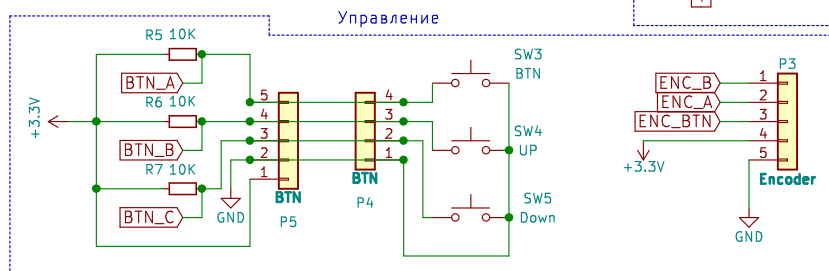 Управление
R5 10K
BTN_A
R6 10K
+3.3V
BTN_B
R7 10K
BTN_C
GND
5
4
3
2
1
BTN
P5
4
3
2
1
BTN
P4
SW3
BTN
SW4
UP
SW5
Down
P3
ENC_B
1
ENC_A
2
ENC_BTN
3
4
+3.3V
5
Encoder
GND